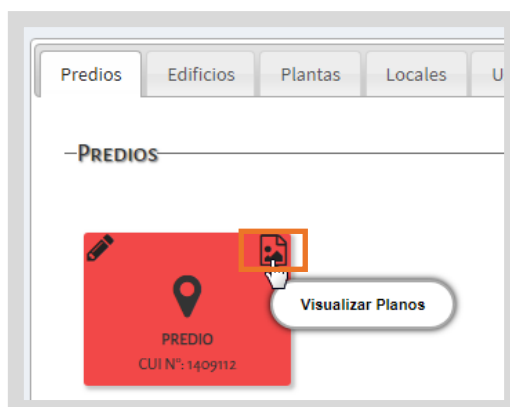 Predios Edificios Plantas Locales U
PREDIOS
Visualizar Planos
PREDIO
CUI Nº: 1409112